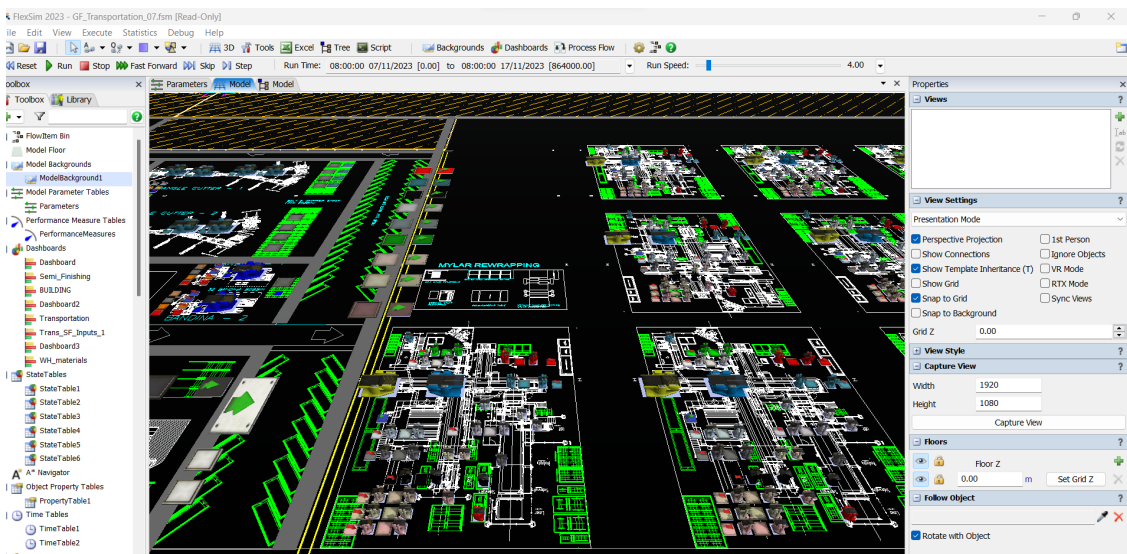 FlexSim 2023 - GF_Transportation_07.fsm [Read-Only]
File Edit View Execute Statistics Debug Help
3D Tools Excel Tree Script Backgrounds Dashboards Process Flow
Reset Run Stop Fast Forward Skip Step Run Time: 08:00:00 07/11/2023 [0.00] to 08:00:00 17/11/2023 [864000.00] Run Speed: 4.00
oolbox
Toolbox Library
FlowItem Bin
Model Floor
Model Backgrounds
ModelBackground1
Model Parameter Tables
Parameters
Performance Measure Tables
PerformanceMeasures
Dashboards
Dashboard
Semi_Finishing
BUILDING
Dashboard2
Transportation
Trans_SF_Inputs_1
Dashboard3
WH_materials
StateTables
StateTable1
StateTable2
StateTable3
StateTable4
StateTable5
StateTable6
A* Navigator
Object Property Tables
PropertyTable1
Time Tables
TimeTable1
TimeTable2
Parameters Model Model
MYLAR REWRAPPING
Properties
Views
View Settings
Presentation Mode
Perspective Projection 1st Person
Show Connections Ignore Objects
Show Template Inheritance (T) VR Mode
Show Grid RTX Mode
Snap to Grid Sync Views
Snap to Background
Grid Z 0.00
View Style
Capture View
Width 1920
Height 1080
Capture View
Floors
Floor Z
0.00 m Set Grid Z
Follow Object
Rotate with Object